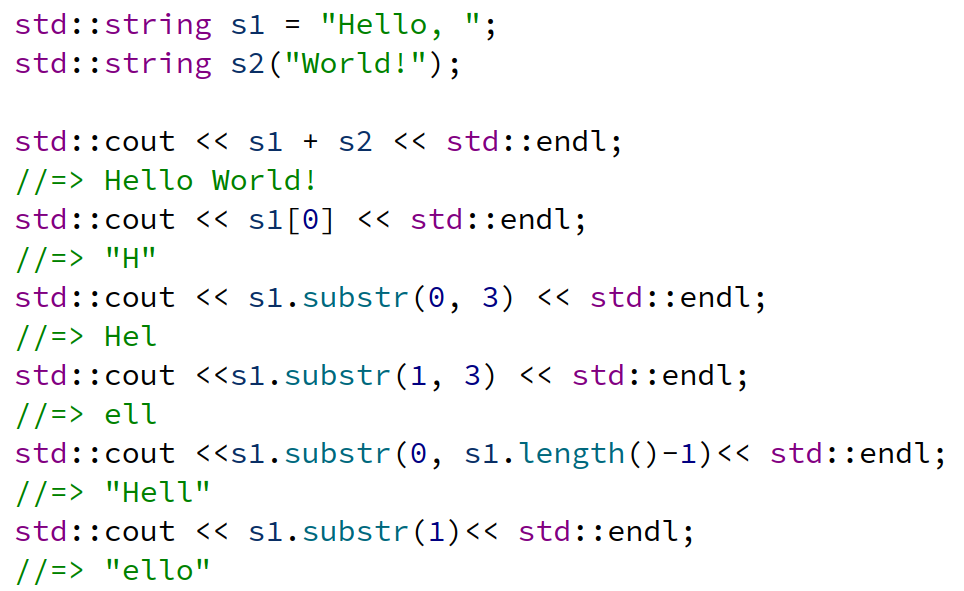 std::string s1 = "Hello, ";
std::string s2("World!");

std::cout << s1 + s2 << std::endl;
//=> Hello World!
std::cout << s1[0] << std::endl;
//=> "H"
std::cout << s1.substr(0, 3) << std::endl;
//=> Hel
std::cout <<s1.substr(1, 3) << std::endl;
//=> ell
std::cout <<s1.substr(0, s1.length()-1)<< std::endl;
//=> "Hell"
std::cout << s1.substr(1)<< std::endl;
//=> "ello"